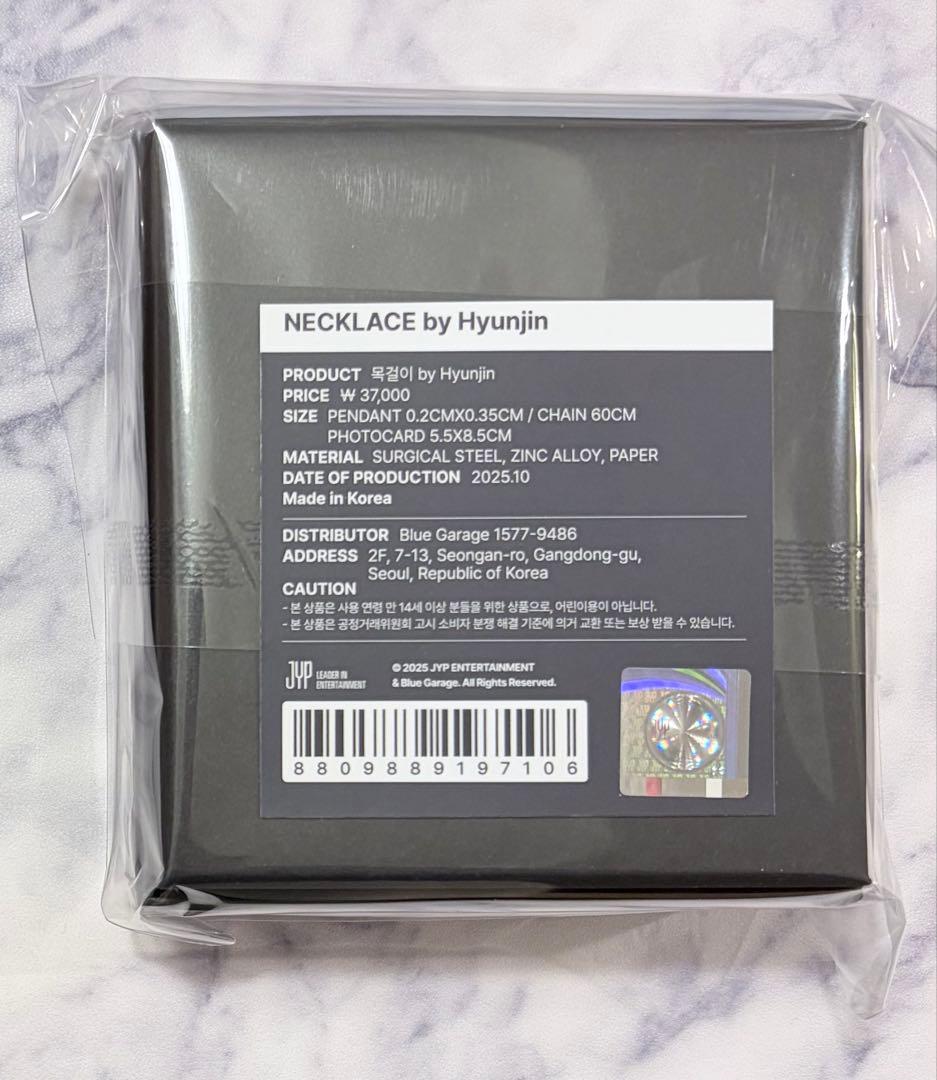 NECKLACE by Hyunjin
PRODUCT 목걸이 by Hyunjin
PRICE ₩ 37,000
SIZE PENDANT 0.2CMX0.35CM / CHAIN 60CM
PHOTOCARD 5.5X8.5CM
MATERIAL SURGICAL STEEL, ZINC ALLOY, PAPER
DATE OF PRODUCTION 2025.10
Made in Korea
DISTRIBUTOR Blue Garage 1577-9486
ADDRESS 2F, 7-13, Seongan-ro, Gangdong-gu,
Seoul, Republic of Korea
CAUTION
- 본 상품은 사용 연령 만 14세 이상 분들을 위한 상품으로, 어린이용이 아닙니다.
- 본 상품은 공정거래위원회 고시 소비자 분쟁 해결 기준에 의거 교환 또는 보상 받을 수 있습니다.
JYP LEADER IN
ENTERTAINMENT
© 2025 JYP ENTERTAINMENT
& Blue Garage. All Rights Reserved.
8809889197106
JYP